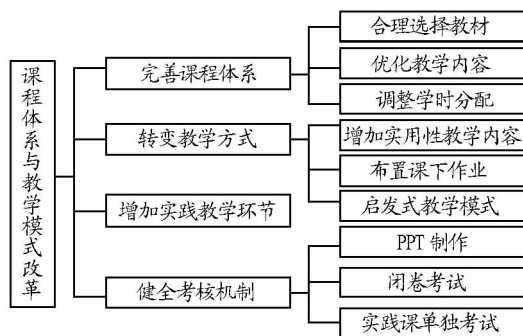 课程体系与教学模式改革
完善课程体系
合理选择教材
优化教学内容
调整学时分配
转变教学方式
增加实用性教学内容
布置课下作业
启发式教学模式
增加实践教学环节
健全考核机制
PPT 制作
闭卷考试
实践课单独考试